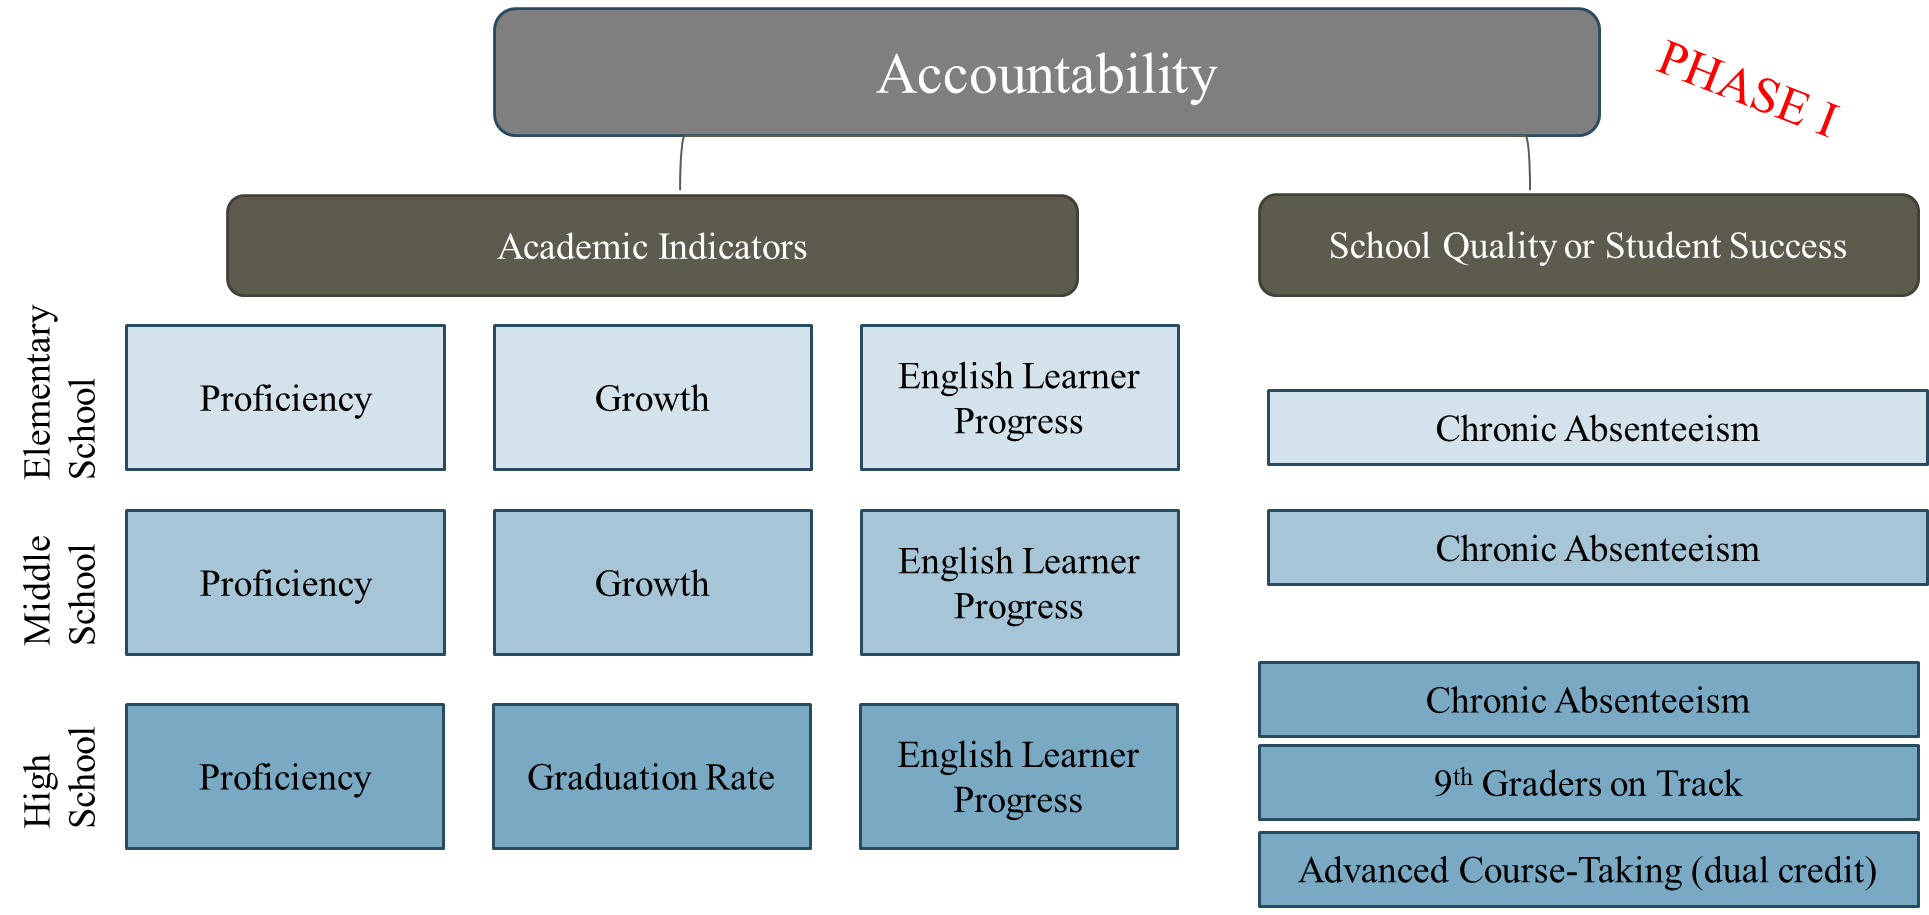 Accountability
PHASE I
Academic Indicators
School Quality or Student Success
Elementary
School
Proficiency
Growth
English Learner
Progress
Chronic Absenteeism
Middle
School
Proficiency
Growth
English Learner
Progress
Chronic Absenteeism
High
School
Proficiency
Graduation Rate
English Learner
Progress
Chronic Absenteeism
9th Graders on Track
Advanced Course-Taking (dual credit)